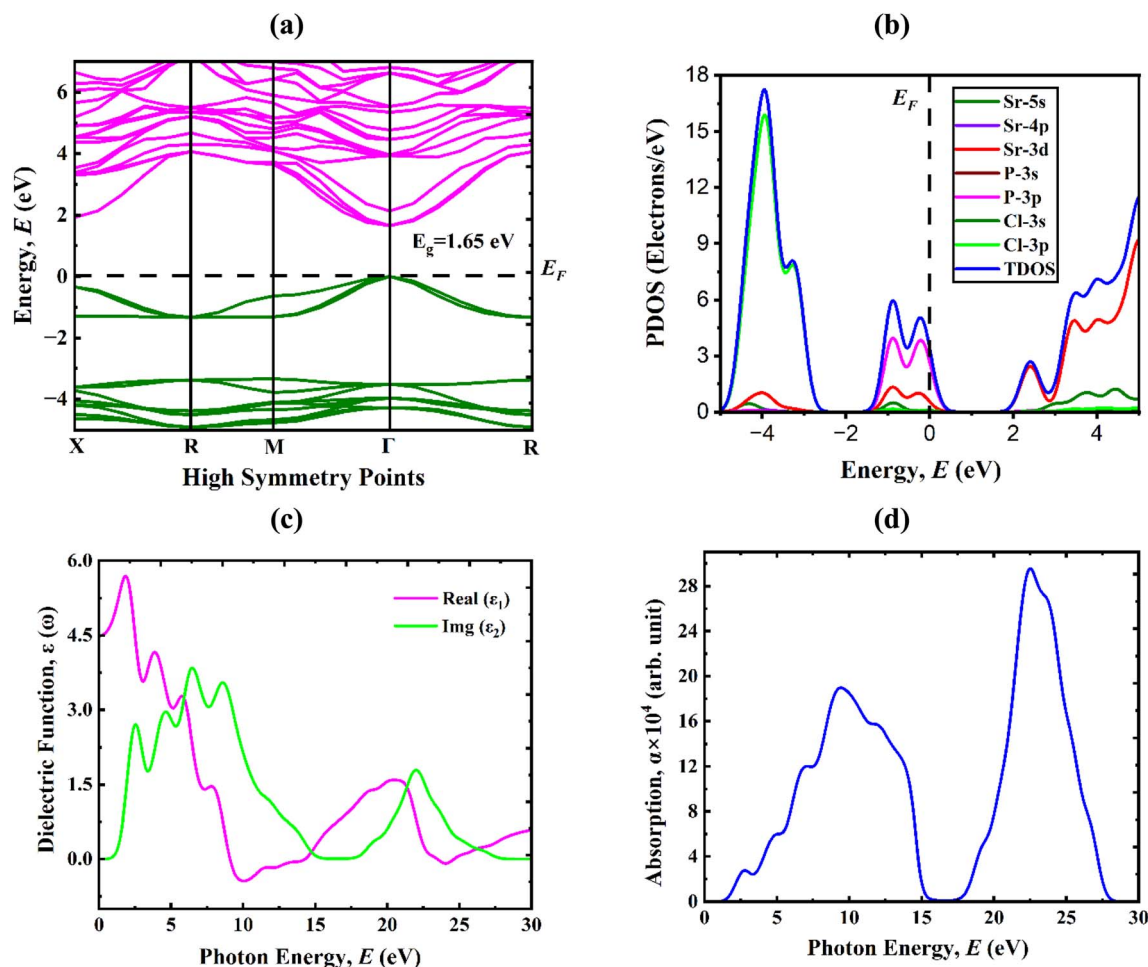 (a)
6
4
2
0
−2
−4
Energy, E (eV)
E_g=1.65 eV
E_F
X R M Γ R
High Symmetry Points
(b)
18
15
12
9
6
3
0
PDOS (Electrons/eV)
E_F
Sr-5s
Sr-4p
Sr-3d
P-3s
P-3p
Cl-3s
Cl-3p
TDOS
−4 −2 0 2 4
Energy, E (eV)
(c)
6.0
4.5
3.0
1.5
0.0
Dielectric Function, ε (ω)
Real (ε₁)
Img (ε₂)
0 5 10 15 20 25 30
Photon Energy, E (eV)
(d)
28
24
20
16
12
8
4
0
Absorption, α×10⁴ (arb. unit)
0 5 10 15 20 25 30
Photon Energy, E (eV)